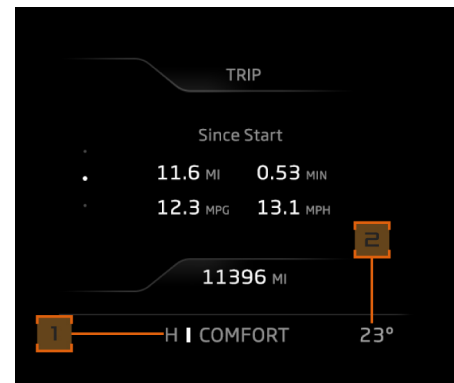 TRIP
Since Start
11.6 MI 0.53 MIN
12.3 MPG 13.1 MPH
2
11396 MI
1 H COMFORT 23°